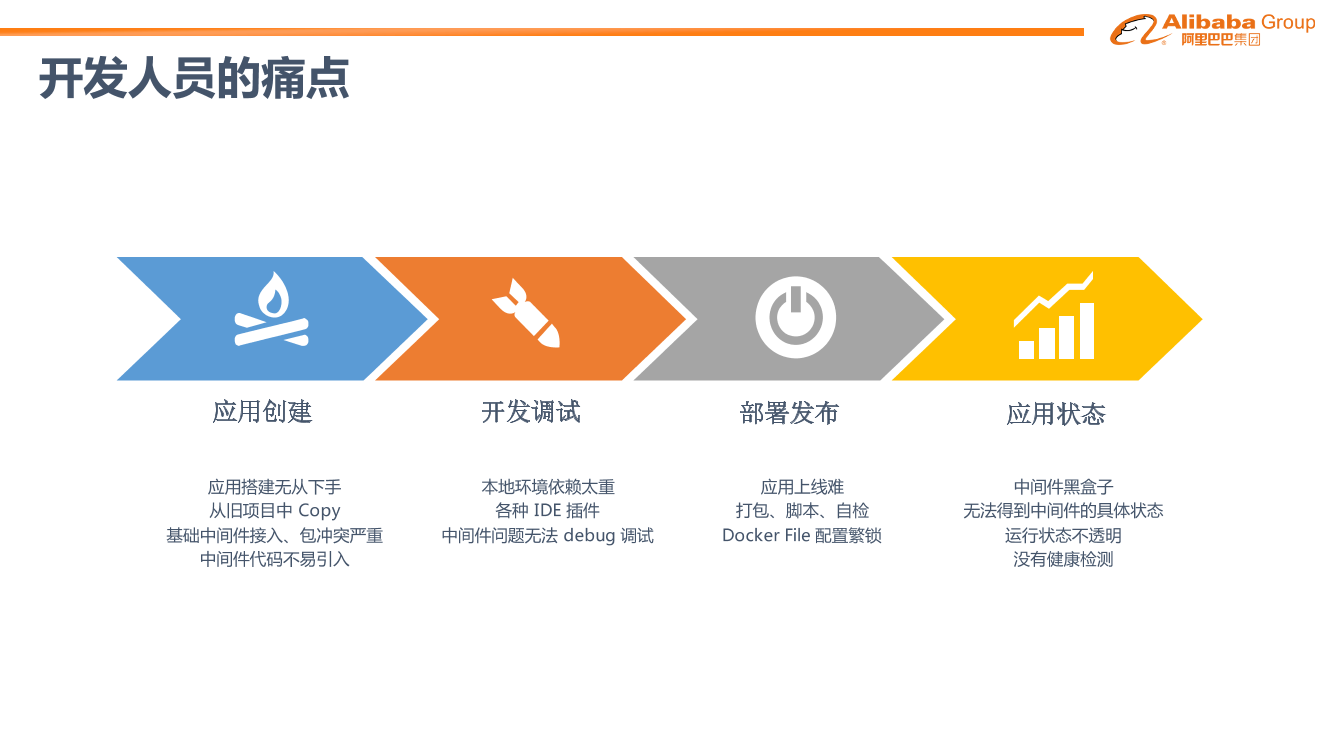 Alibaba Group
阿里巴巴集团
开发人员的痛点
应用创建
应用搭建无从下手
从旧项目中 Copy
基础中间件接入、包冲突严重
中间件代码不易引入
开发调试
本地环境依赖太重
各种 IDE 插件
中间件问题无法 debug 调试
部署发布
应用上线难
打包、脚本、自检
Docker File 配置繁锁
应用状态
中间件黑盒子
无法得到中间件的具体状态
运行状态不透明
没有健康检测